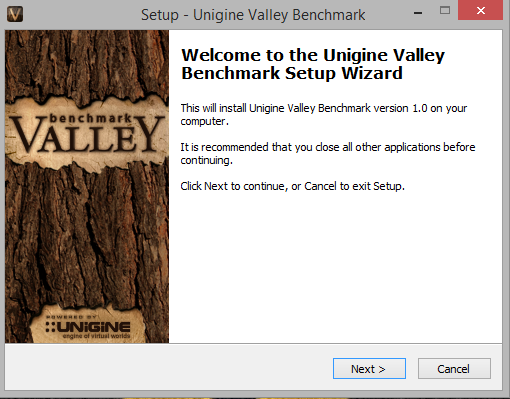 Setup - Unigine Valley Benchmark
Welcome to the Unigine Valley
Benchmark Setup Wizard
This will install Unigine Valley Benchmark version 1.0 on your
computer.
It is recommended that you close all other applications before
continuing.
Click Next to continue, or Cancel to exit Setup.
benchmark
VALLEY
POWERED BY
UNIGINE
engine of virtual worlds
Next >
Cancel